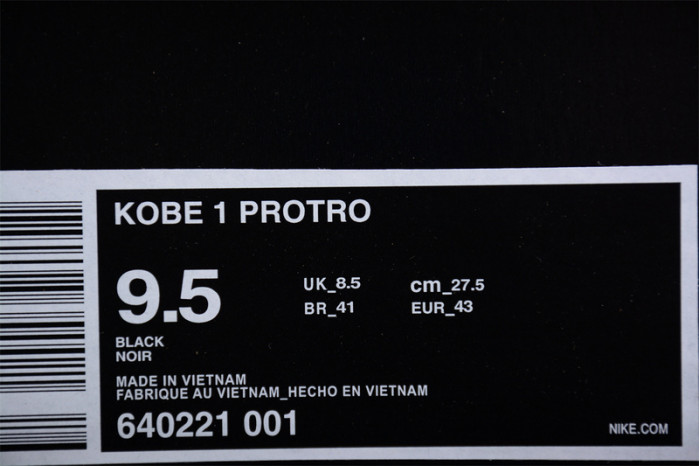 KOBE 1 PROTRO
9.5
UK_8.5 cm_27.5
BR_41 EUR_43
BLACK
NOIR
MADE IN VIETNAM
FABRIQUE AU VIETNAM_HECHO EN VIETNAM
640221 001
NIKE.COM